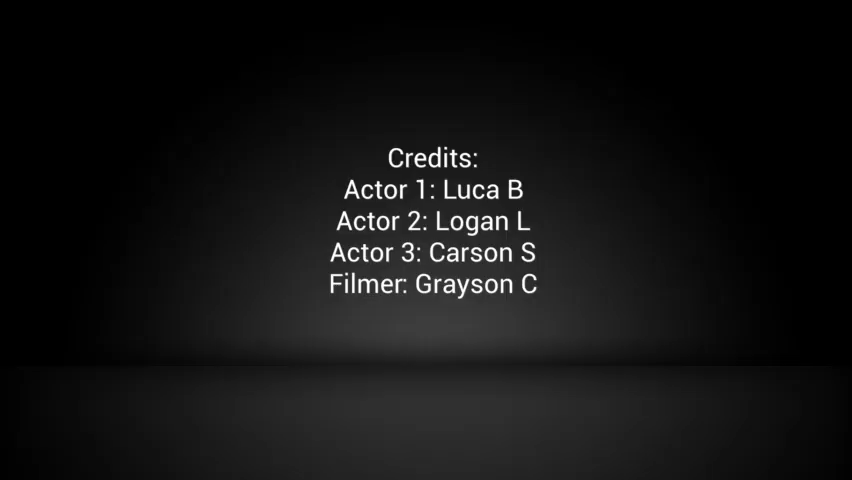 Credits:
Actor 1: Luca B
Actor 2: Logan L
Actor 3: Carson S
Filmer: Grayson C